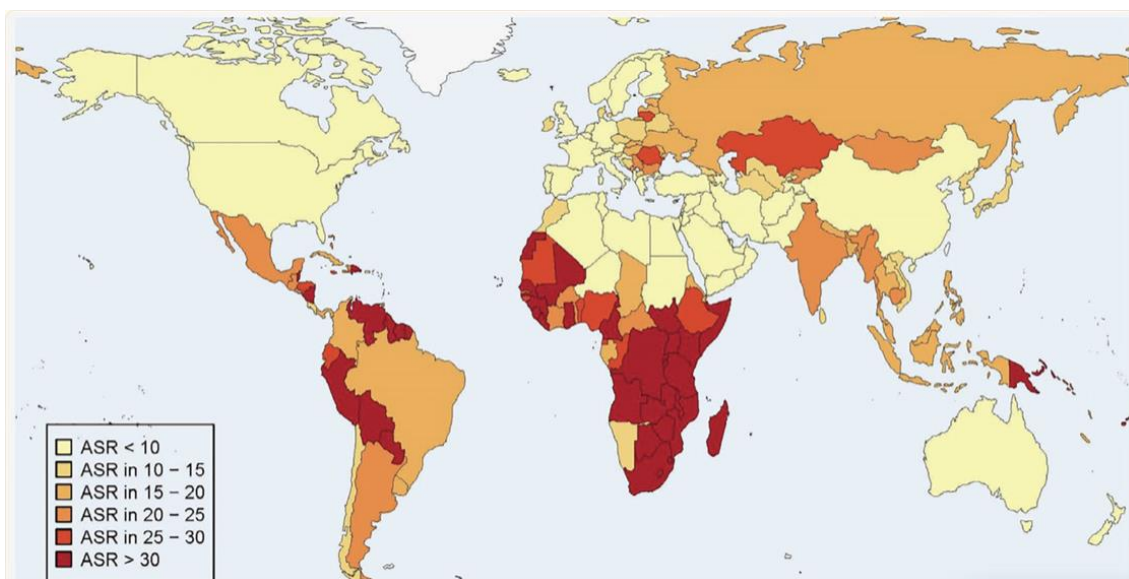 ASR < 10
ASR in 10 – 15
ASR in 15 – 20
ASR in 20 – 25
ASR in 25 – 30
ASR > 30